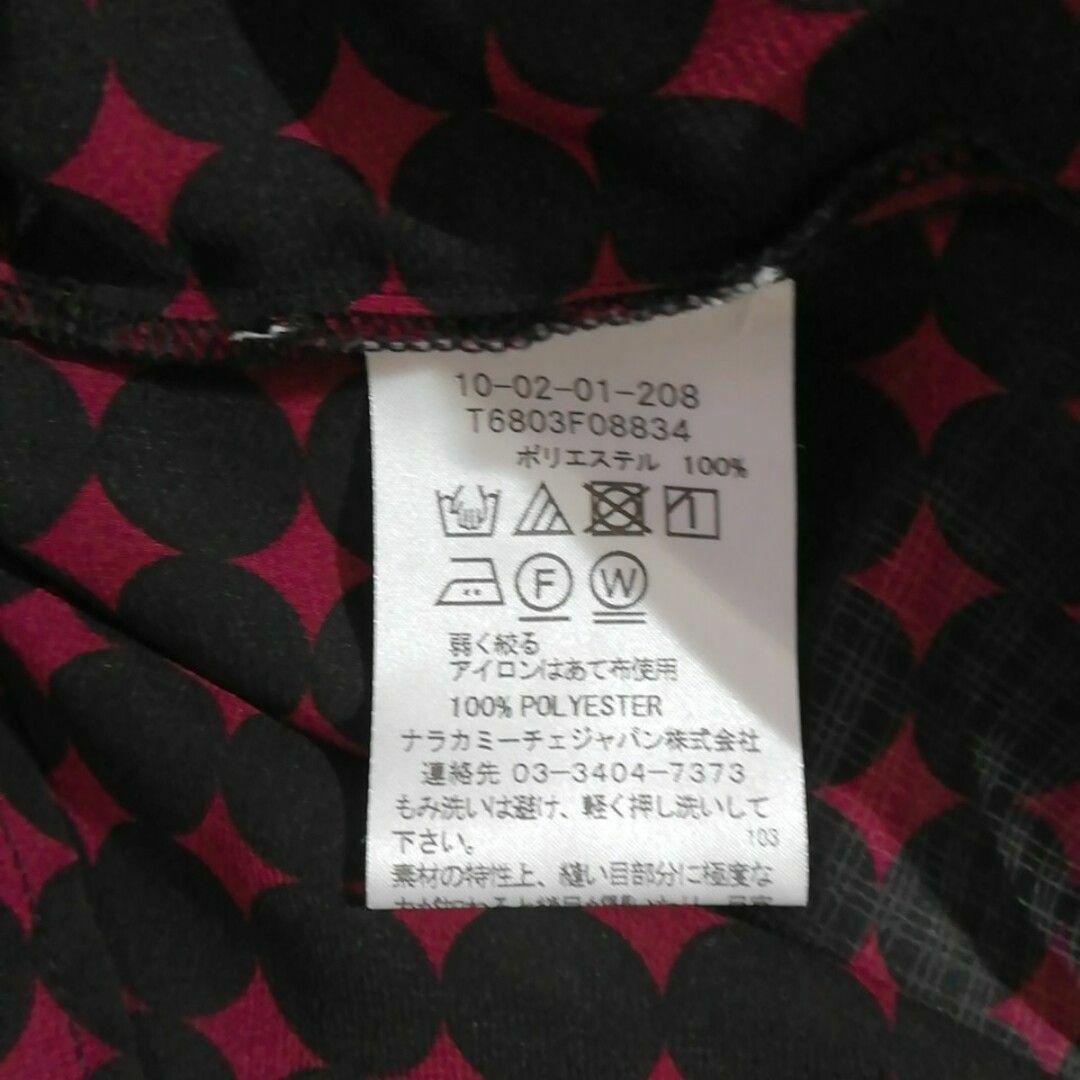 10-02-01-208
T6803F08834
ポリエステル 100%
F W
弱く絞る
アイロンはあて布使用
100% POLYESTER
ナラカミーチェジャパン株式会社
連絡先 03-3404-7373
もみ洗いは避け、軽く押し洗いして
下さい。 103
素材の特性上、縫い目部分に極度な